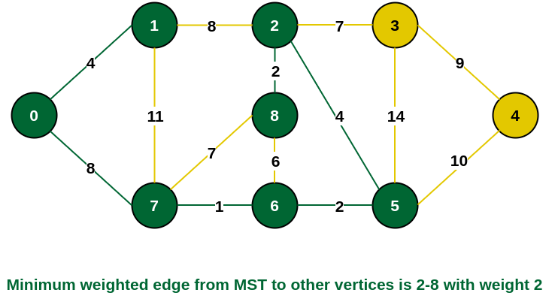 1 8 2 7 3
4 9
2
0 11 8 4 14 4
7 6 10
8
7 1 6 2 5
Minimum weighted edge from MST to other vertices is 2-8 with weight 2